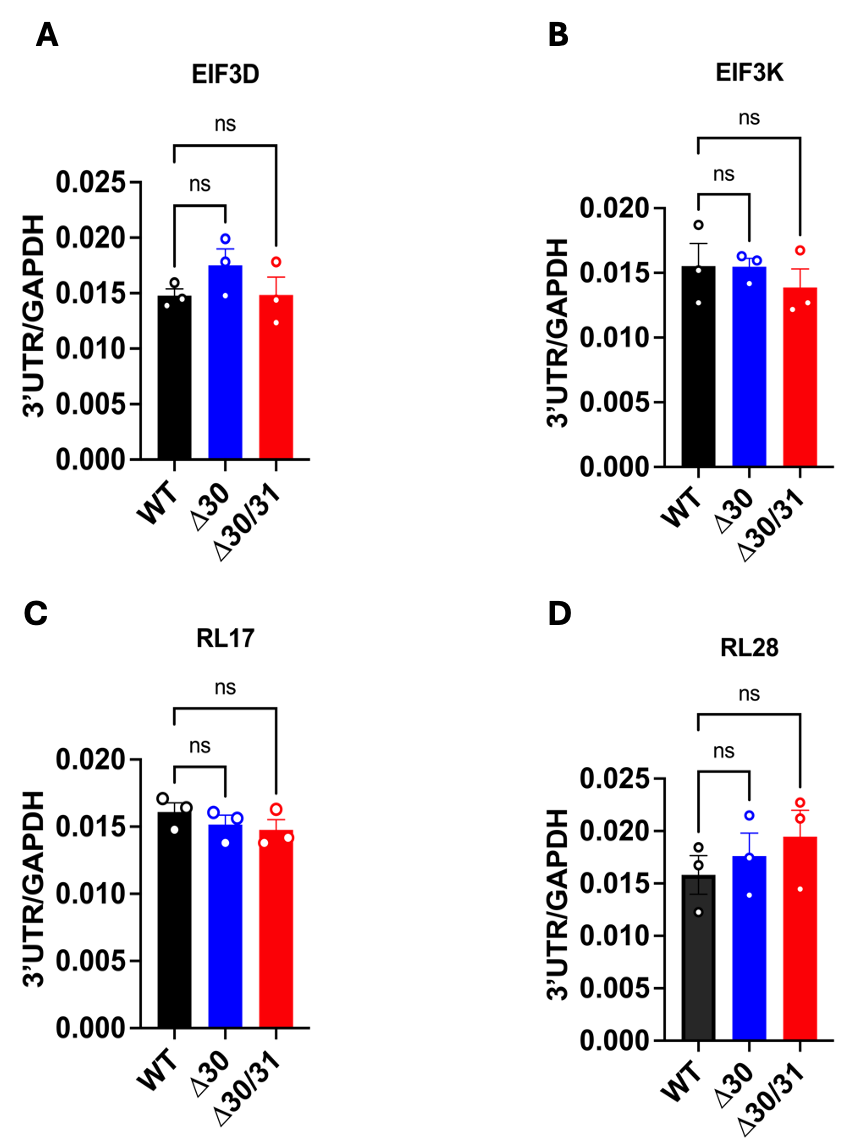 A
EIF3D
ns
ns
0.025
0.020
0.015
0.010
0.005
0.000
3’UTR/GAPDH
WT
Δ30
Δ30/31
B
EIF3K
ns
ns
0.020
0.015
0.010
0.005
0.000
3’UTR/GAPDH
WT
Δ30
Δ30/31
C
RL17
ns
ns
0.020
0.015
0.010
0.005
0.000
3’UTR/GAPDH
WT
Δ30
Δ30/31
D
RL28
ns
ns
0.025
0.020
0.015
0.010
0.005
0.000
3’UTR/GAPDH
WT
Δ30
Δ30/31